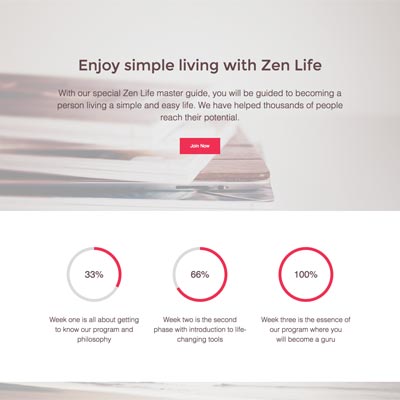 Enjoy simple living with Zen Life
With our special Zen Life master guide, you will be guided to becoming a
person living a simple and easy life. We have helped thousands of people
reach their potential.
Join Now
33%
66%
100%
Week one is all about getting
to know our program and
philosophy
Week two is the second
phase with introduction to life-
changing tools
Week three is the essence of
our program where you
will become a guru